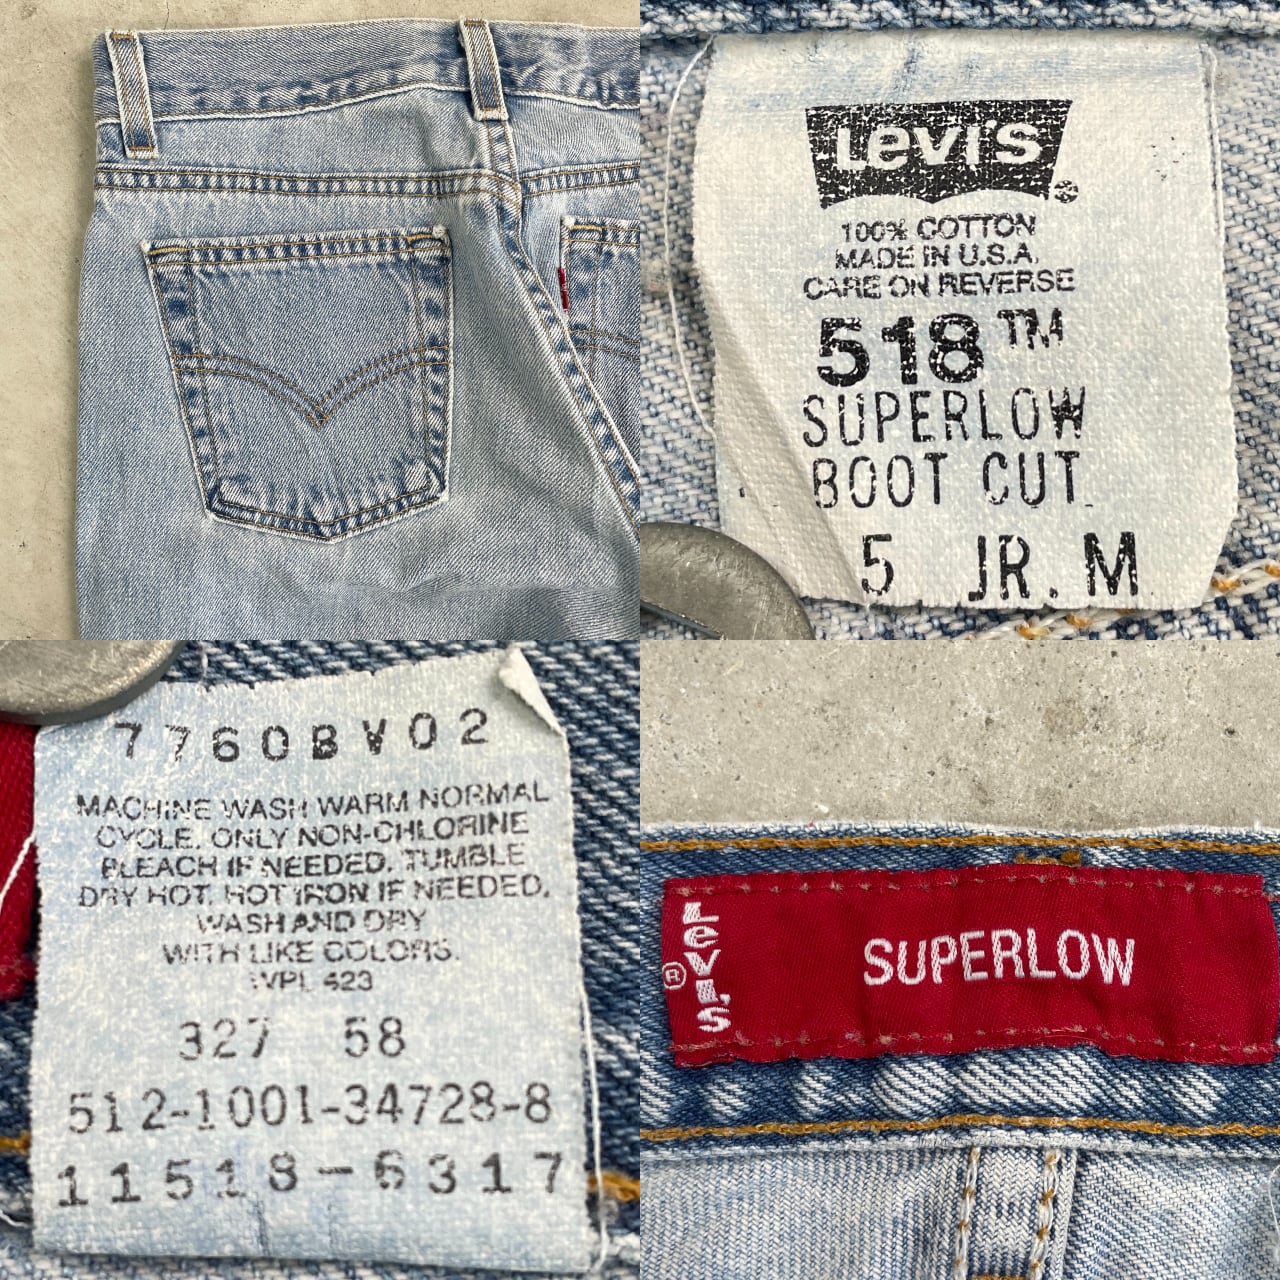 Levi's®
100% COTTON
MADE IN U.S.A.
CARE ON REVERSE
518™
SUPERLOW
BOOT CUT
5 JR. M
7760BV02
MACHINE WASH WARM NORMAL
CYCLE. ONLY NON-CHLORINE
BLEACH IF NEEDED. TUMBLE
DRY HOT. HOT IRON IF NEEDED.
WASH AND DRY
WITH LIKE COLORS.
WPL 423
327 58
512-1001-34728-8
11518-6317
LEVI'S®
SUPERLOW